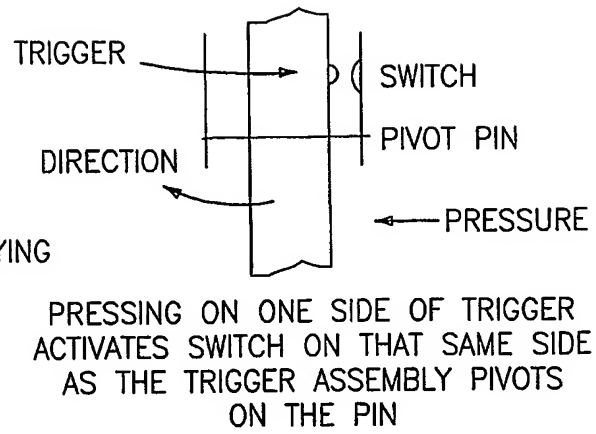 TRIGGER
SWITCH
PIVOT PIN
DIRECTION
PRESSURE
YING
PRESSING ON ONE SIDE OF TRIGGER
ACTIVATES SWITCH ON THAT SAME SIDE
AS THE TRIGGER ASSEMBLY PIVOTS
ON THE PIN